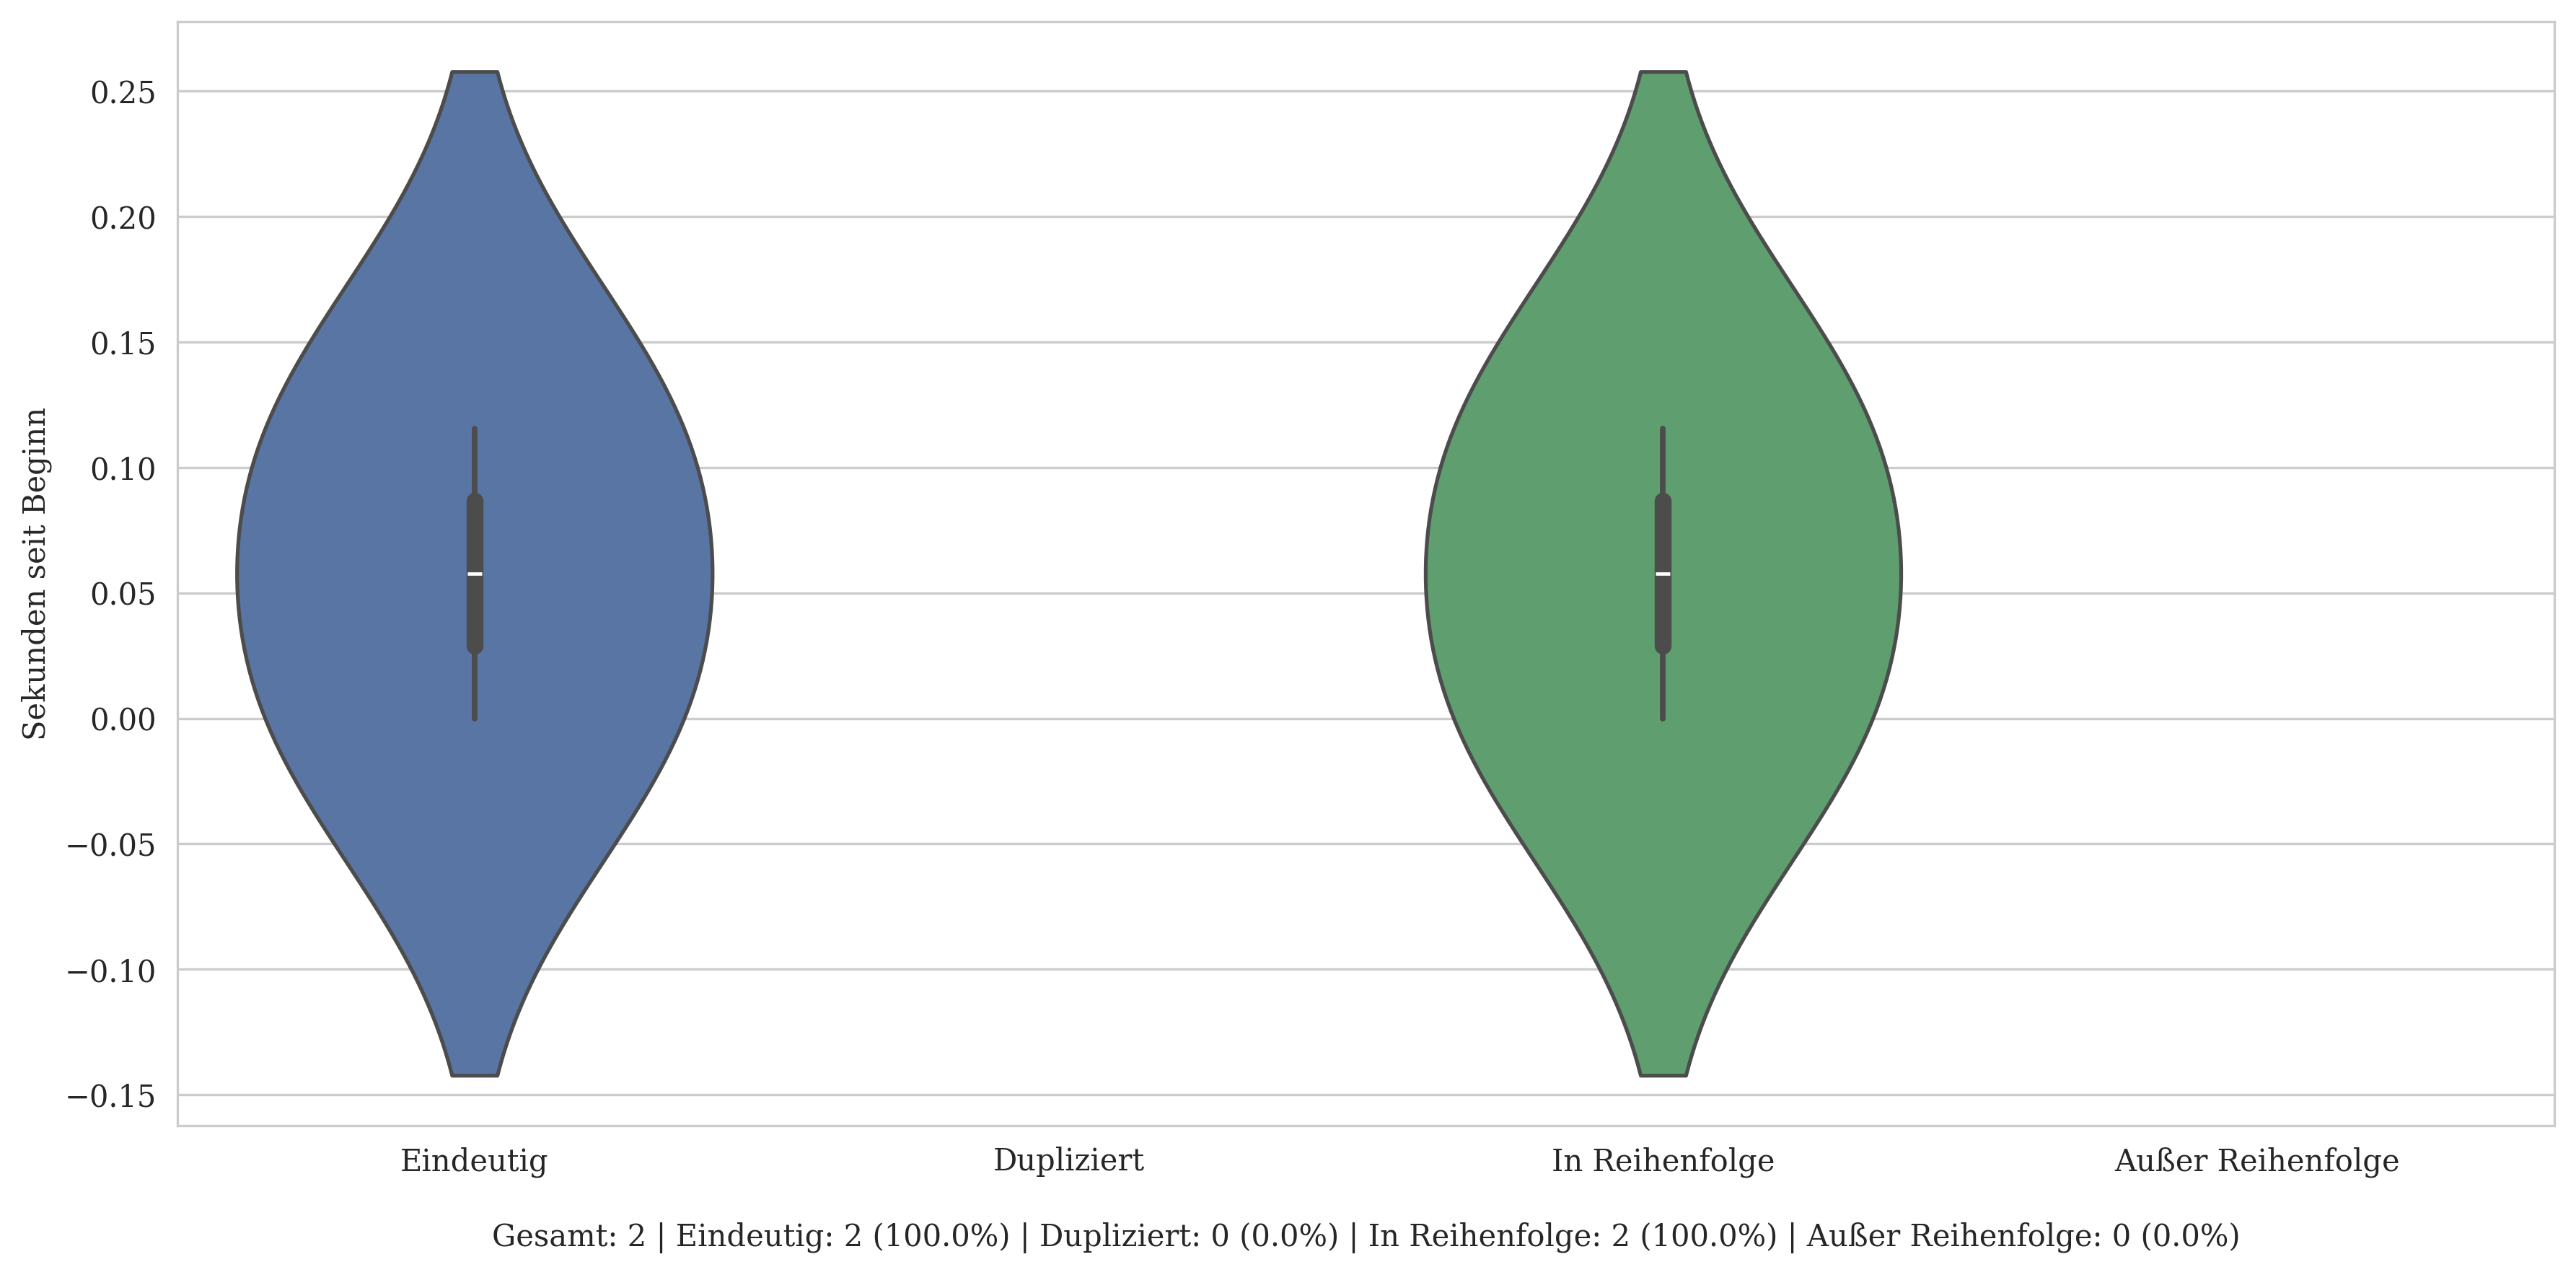 Sekunden seit Beginn
0.25
0.20
0.15
0.10
0.05
0.00
−0.05
−0.10
−0.15
Eindeutig
Dupliziert
In Reihenfolge
Außer Reihenfolge
Gesamt: 2 | Eindeutig: 2 (100.0%) | Dupliziert: 0 (0.0%) | In Reihenfolge: 2 (100.0%) | Außer Reihenfolge: 0 (0.0%)